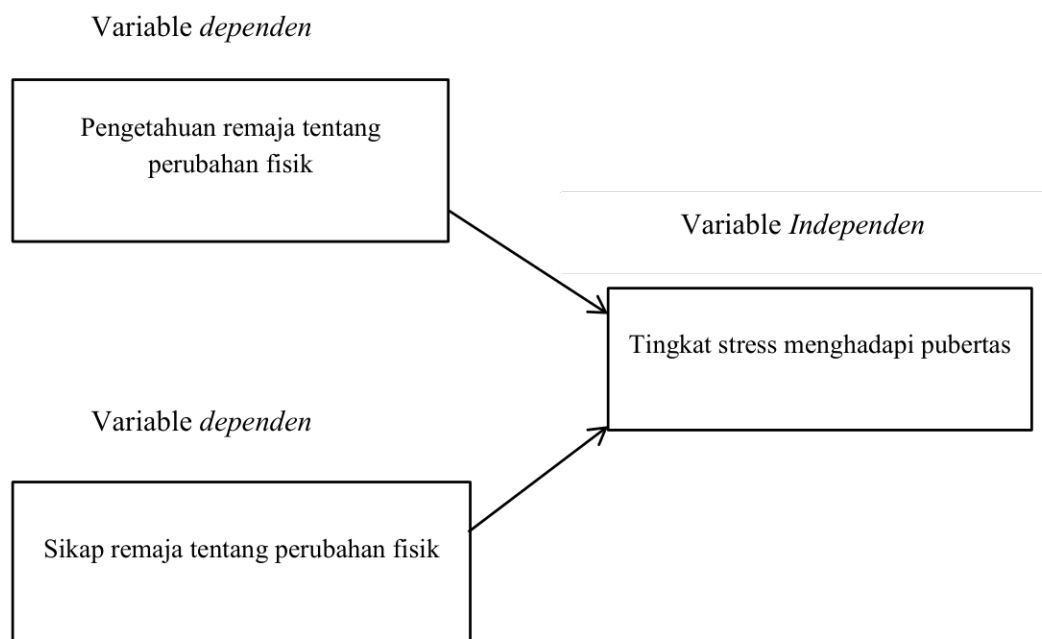 Variable dependen
Pengetahuan remaja tentang
perubahan fisik
Variable Independen
Tingkat stress menghadapi pubertas
Variable dependen
Sikap remaja tentang perubahan fisik